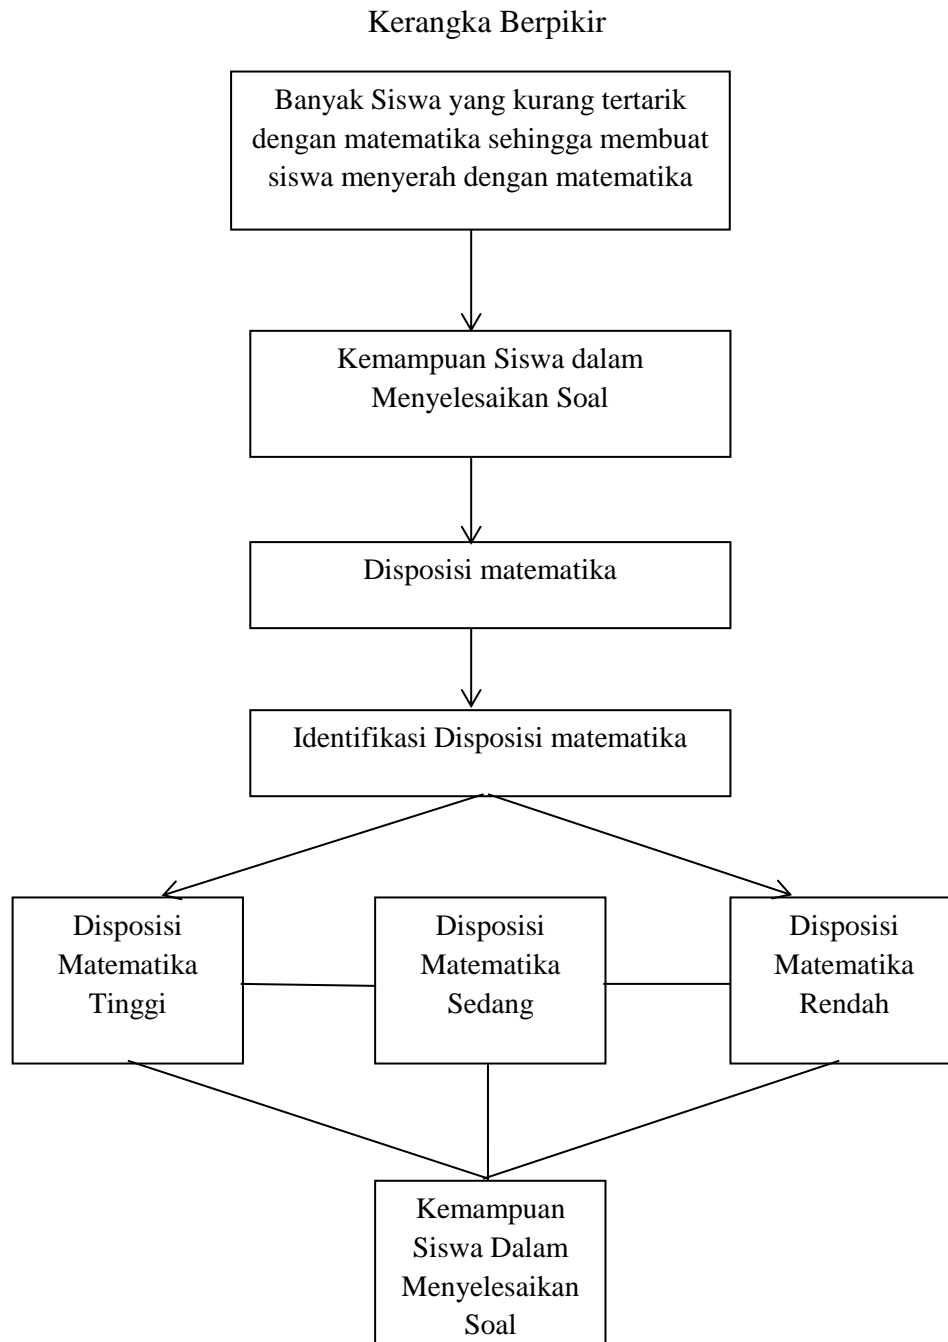 Kerangka Berpikir
Banyak Siswa yang kurang tertarik
dengan matematika sehingga membuat
siswa menyerah dengan matematika
Kemampuan Siswa dalam
Menyelesaikan Soal
Disposisi matematika
Identifikasi Disposisi matematika
Disposisi
Matematika
Tinggi
Disposisi
Matematika
Sedang
Disposisi
Matematika
Rendah
Kemampuan
Siswa Dalam
Menyelesaikan
Soal